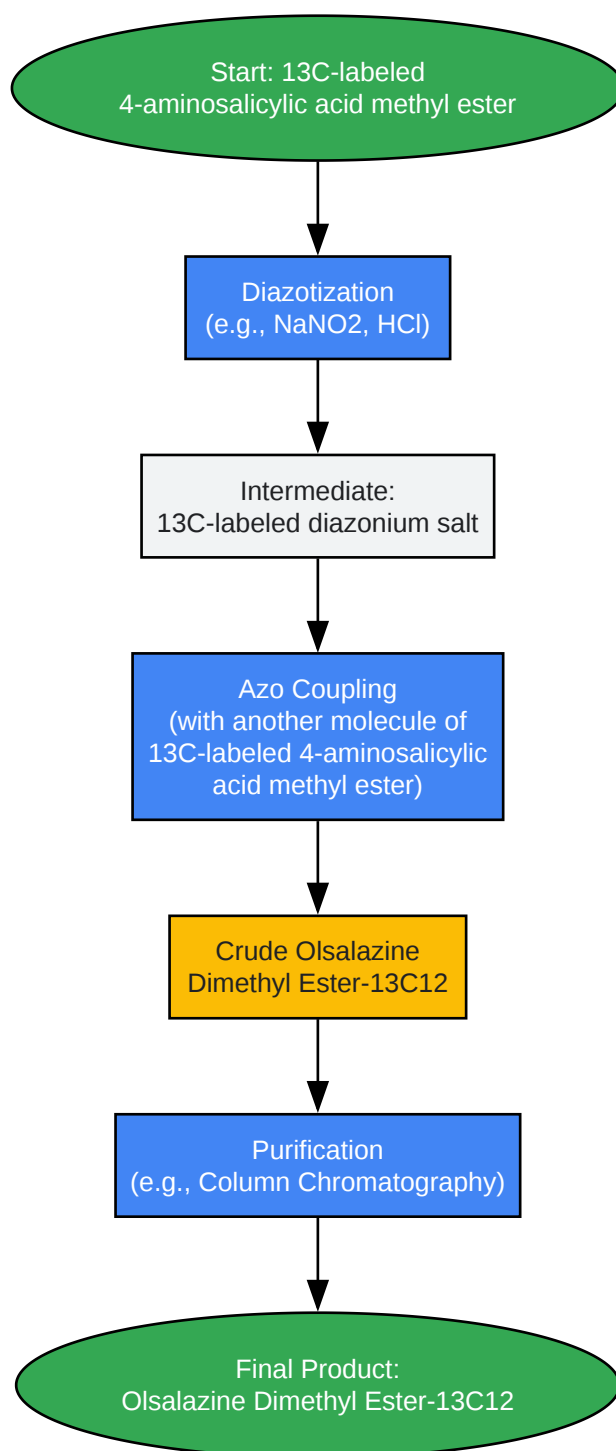 Start: 13C-labeled
4-aminosalicylic acid methyl ester
Diazotization
(e.g., NaNO2, HCl)
Intermediate:
13C-labeled diazonium salt
Azo Coupling
(with another molecule of
13C-labeled 4-aminosalicylic
acid methyl ester)
Crude Olsalazine
Dimethyl Ester-13C12
Purification
(e.g., Column Chromatography)
Final Product:
Olsalazine Dimethyl Ester-13C12